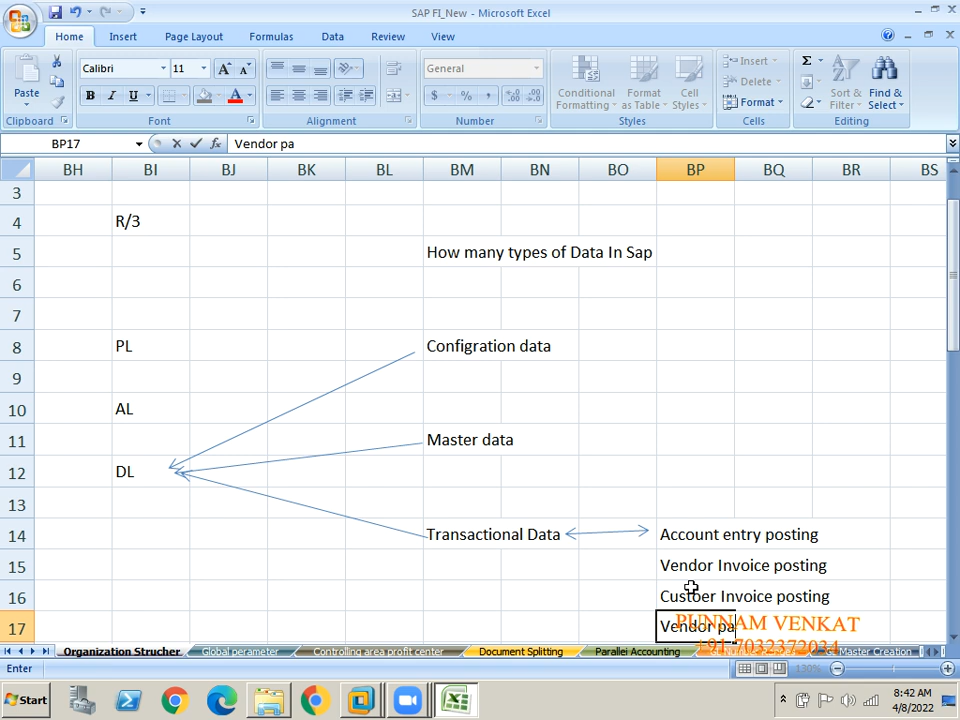 SAP FI_New - Microsoft Excel
Home Insert Page Layout Formulas Data Review View
Paste
Calibri 11 A A
B I U A
General
$ % ,
Conditional Formatting
Format as Table
Cell Styles
Insert
Delete
Format
Σ
Sort & Filter
Find & Select
Clipboard Font Alignment Number Styles Cells Editing
BP17 fx Vendor pa
BH BI BJ BK BL BM BN BO BP BQ BR BS
3
4 R/3
5 How many types of Data In Sap
6
7
8 PL Configration data
9
10 AL
11 Master data
12 DL
13
14 Transactional Data Account entry posting
15 Vendor Invoice posting
16 Custoer Invoice posting
17 Vendor pa
PUNNAM VENKAT
+91 7032372034
Organization Strucher Global perameter Controlling area profit center Document Splitting Parallei Accounting Master Creation
Enter 130%
Start 8:42 AM
4/8/2022